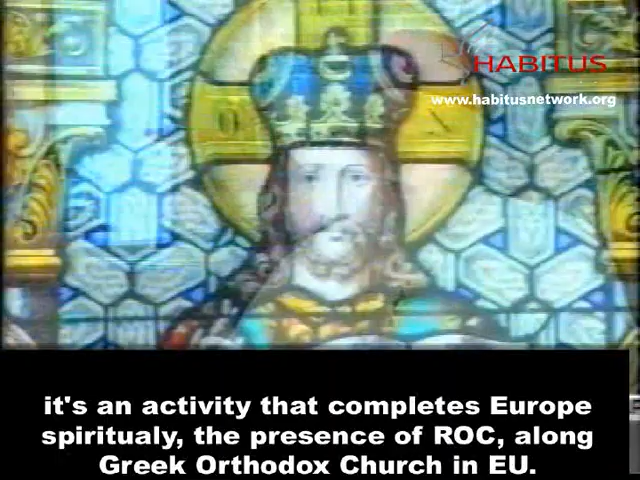 HABITUS
www.habitusnetwork.org
it's an activity that completes Europe
spiritualy, the presence of ROC, along
Greek Orthodox Church in EU.